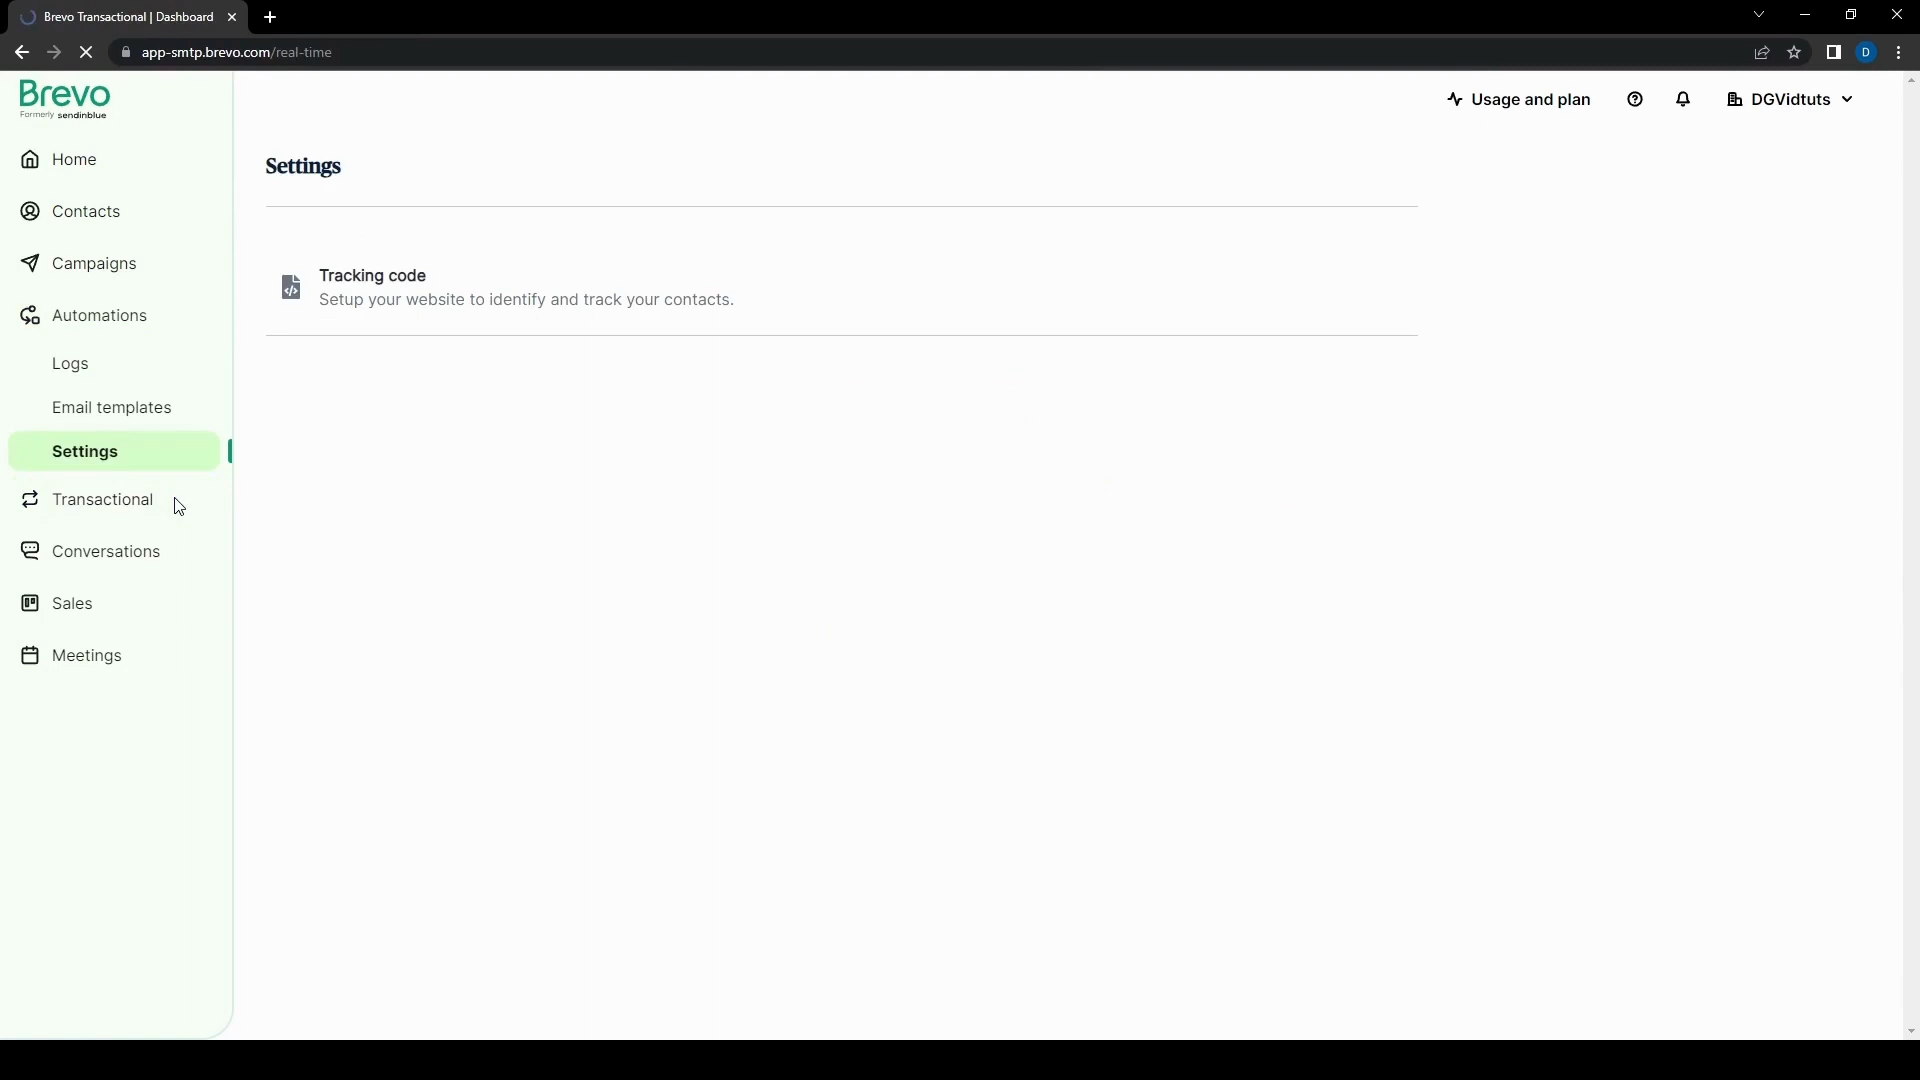 Brevo Transactional | Dashboard
app-smtp.brevo.com/real-time
D
Brevo
Formerly sendinblue
Usage and plan
DGVidtuts
Home
Contacts
Campaigns
Automations
Logs
Email templates
Settings
Transactional
Conversations
Sales
Meetings
Settings
Tracking code
Setup your website to identify and track your contacts.